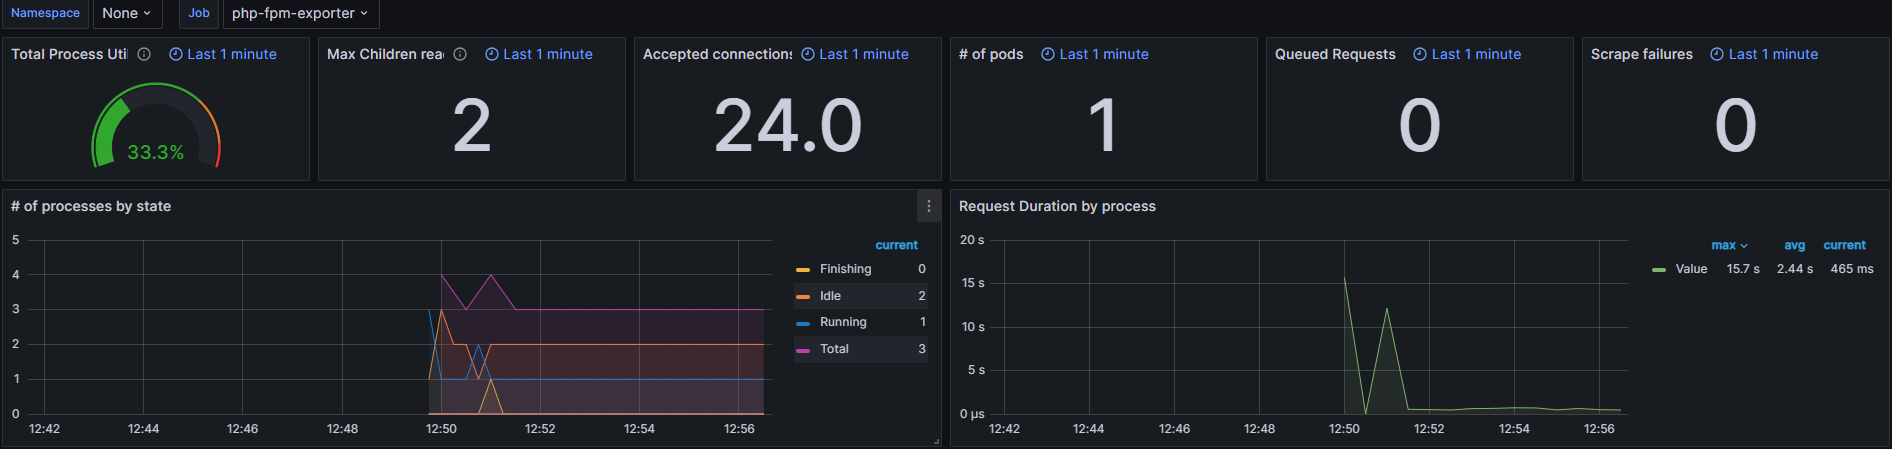 Namespace None Job php-fpm-exporter
Total Process Uti Last 1 minute
33.3%
Max Children rea Last 1 minute
2
Accepted connections Last 1 minute
24.0
# of pods Last 1 minute
1
Queued Requests Last 1 minute
0
Scrape failures Last 1 minute
0
# of processes by state
5
4
3
2
1
0
12:42 12:44 12:46 12:48 12:50 12:52 12:54 12:56
current
Finishing 0
Idle 2
Running 1
Total 3
Request Duration by process
20 s
15 s
10 s
5 s
0 µs
12:42 12:44 12:46 12:48 12:50 12:52 12:54 12:56
max avg current
Value 15.7 s 2.44 s 465 ms